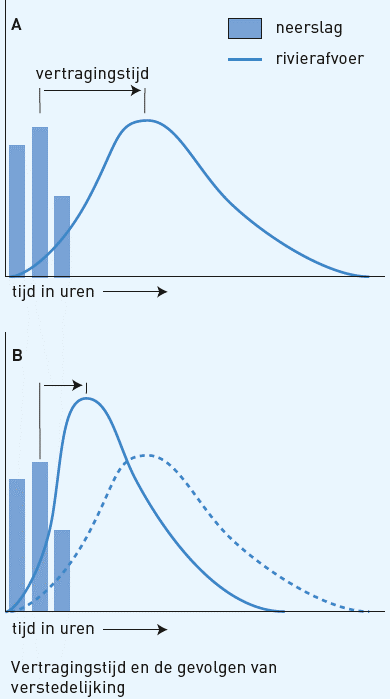 A
neerslag
rivierafvoer
vertragingstijd
tijd in uren
B
tijd in uren
Vertragingstijd en de gevolgen van
verstedelijking